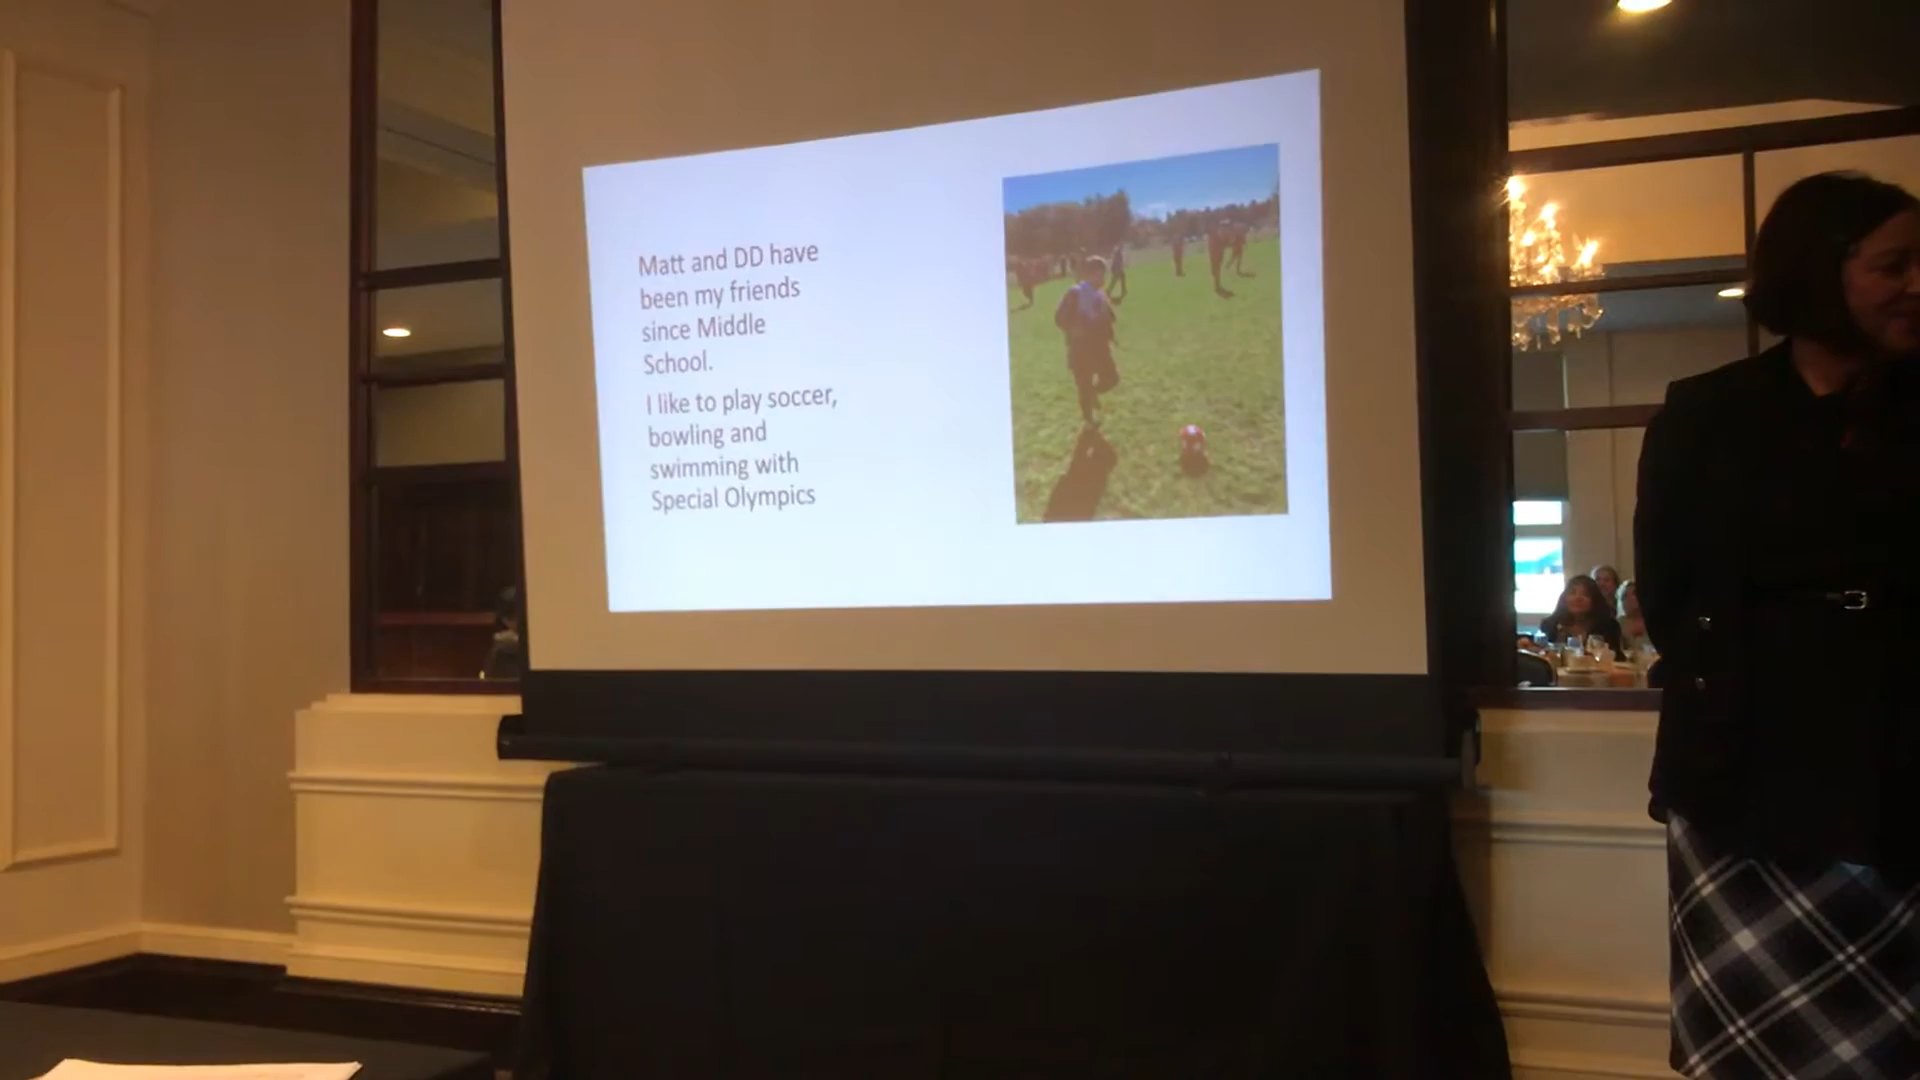 Matt and DD have
been my friends
since Middle
School.
I like to play soccer,
bowling and
swimming with
Special Olympics